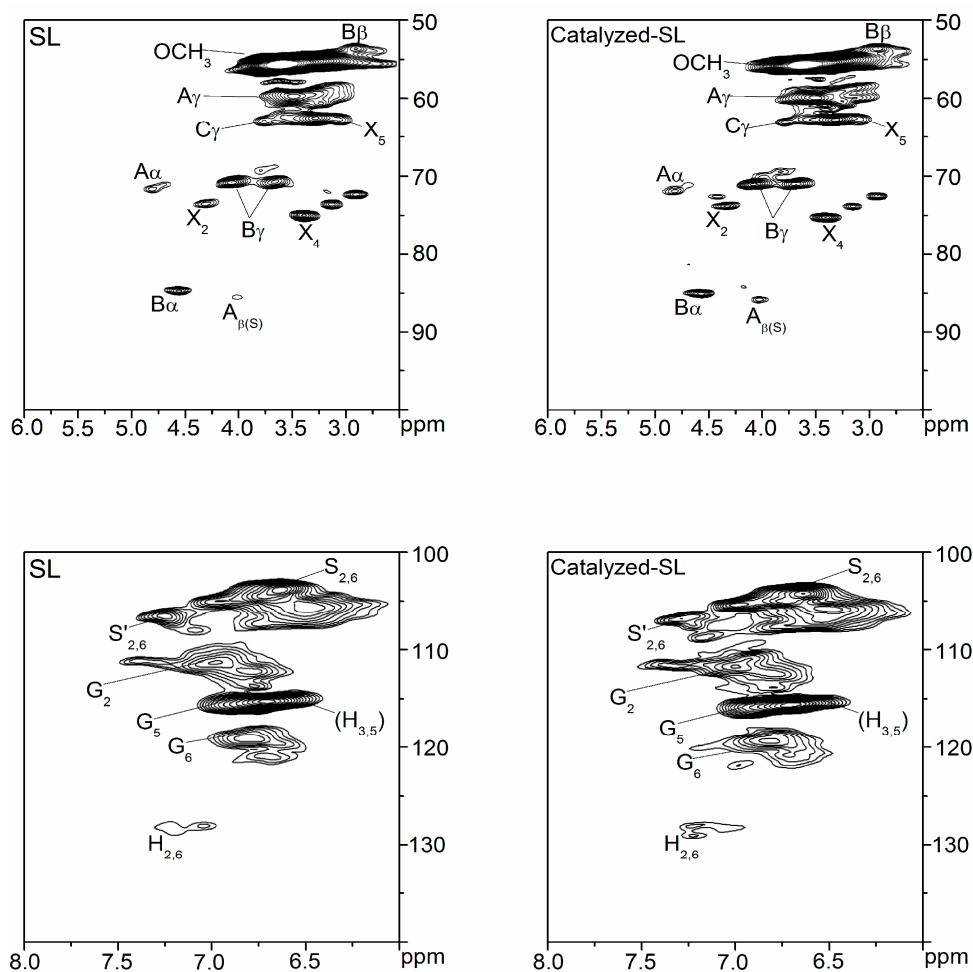 SL
Bβ
OCH₃
Aγ
Cγ
X₅
Aα
X₂
Bγ
X₄
Bα
A β(S)
50
60
70
80
90
6.0 5.5 5.0 4.5 4.0 3.5 3.0 ppm
Catalyzed-SL
Bβ
OCH₃
Aγ
Cγ
X₅
Aα
X₂
Bγ
X₄
Bα
A β(S)
50
60
70
80
90
6.0 5.5 5.0 4.5 4.0 3.5 3.0 ppm
SL
S₂,₆
S'₂,₆
G₂
G₅
(H₃,₅)
G₆
H₂,₆
100
110
120
130
140
8.0 7.5 7.0 6.5 ppm
Catalyzed-SL
S₂,₆
S'₂,₆
G₂
G₅
(H₃,₅)
G₆
H₂,₆
100
110
120
130
140
8.0 7.5 7.0 6.5 ppm